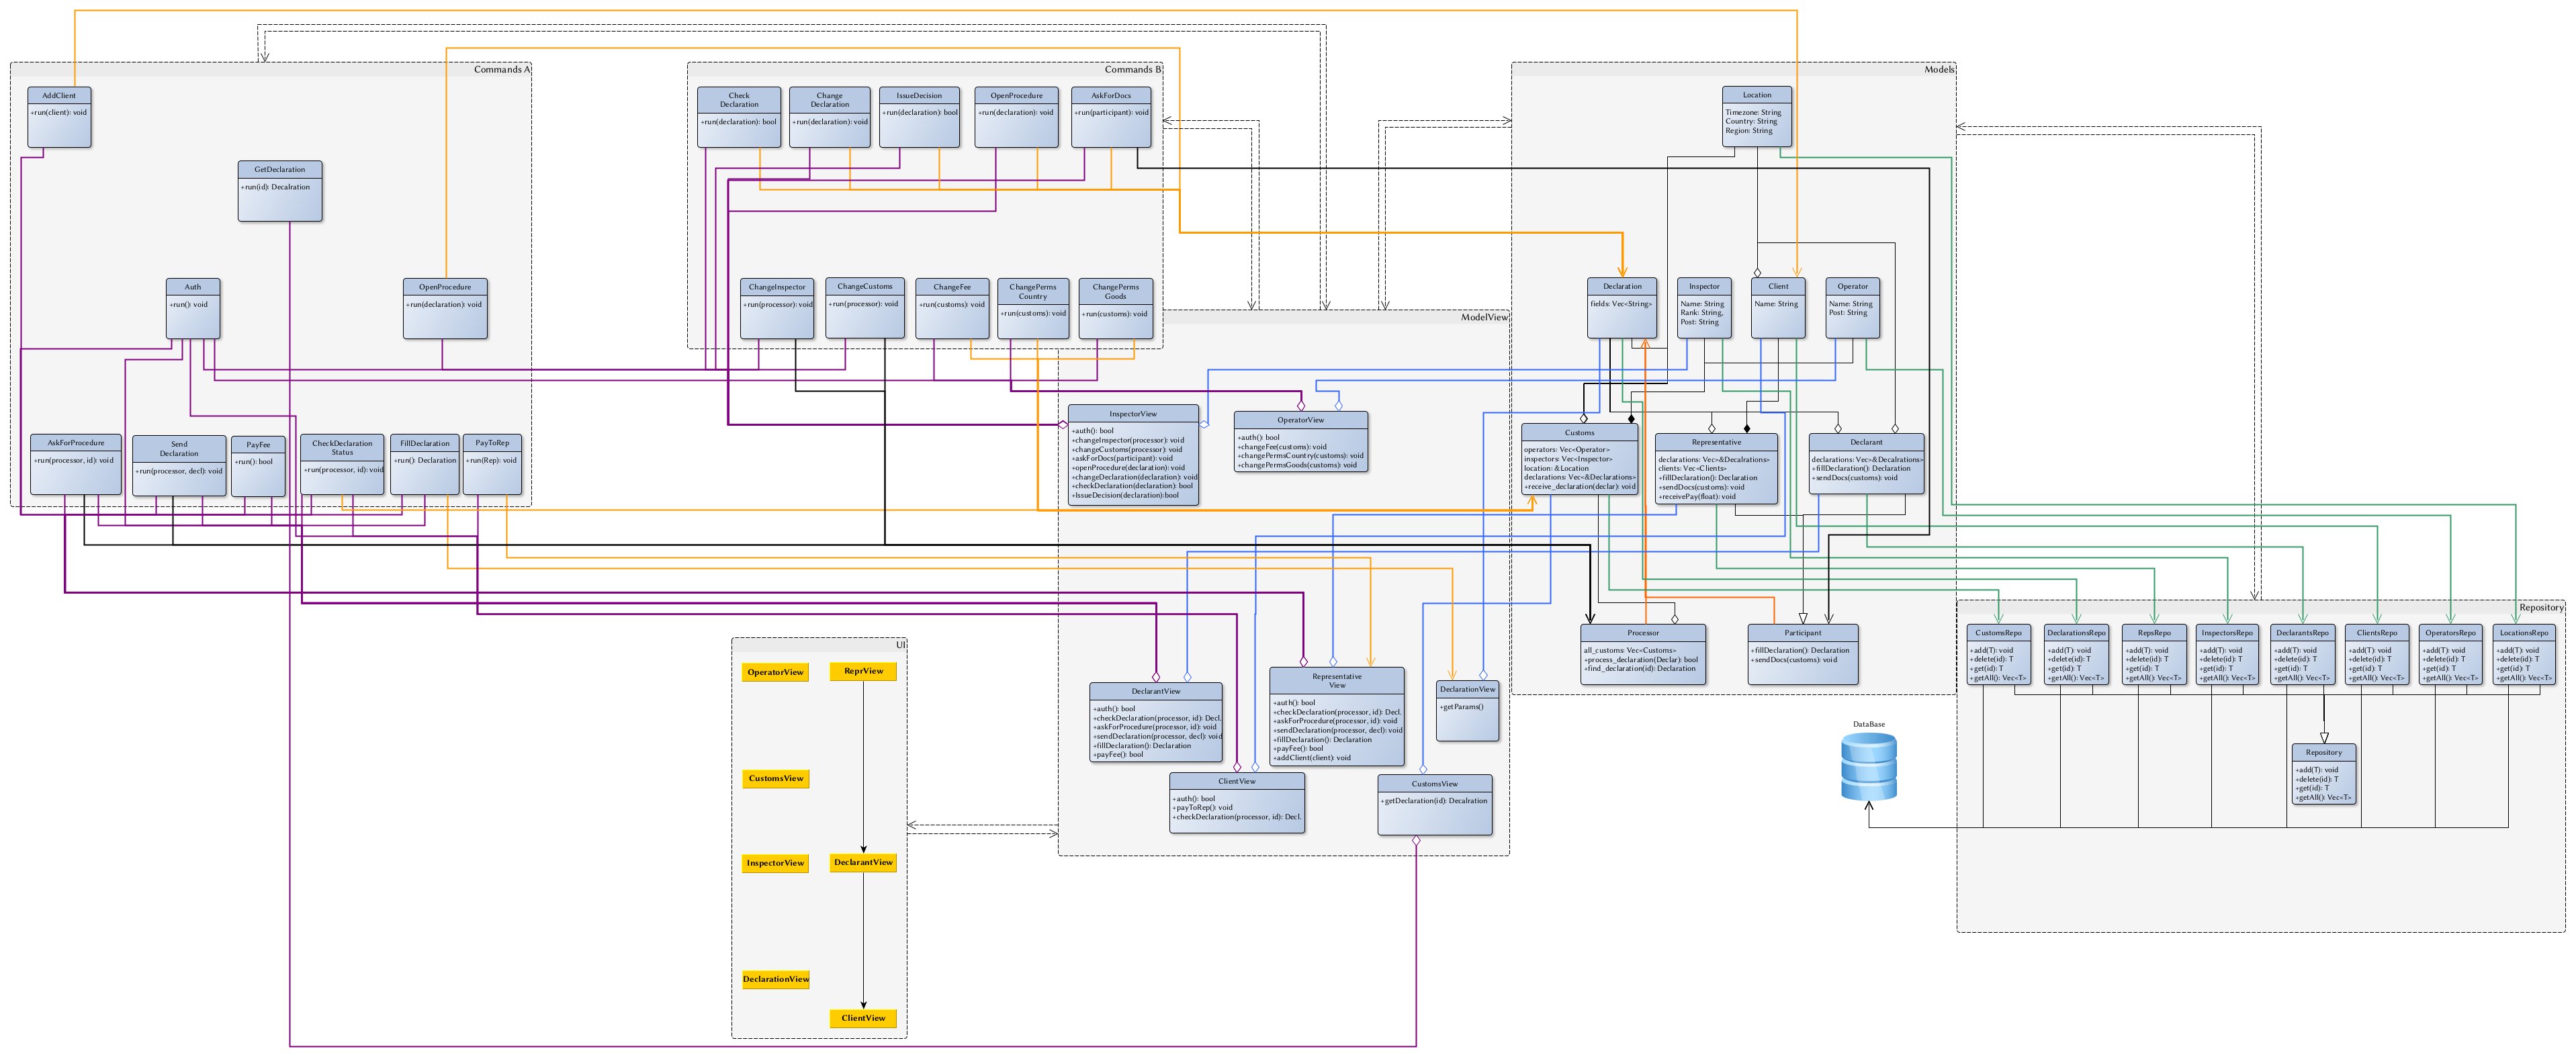 Commands A
AddClient
+run(client): void
GetDeclaration
+run(id): Decalration
Auth
+run(): void
OpenProcedure
+run(declaration): void
AskForProcedure
+run(processor, id): void
Send
Declaration
+run(processor, decl): void
PayFee
+run(): bool
CheckDeclaration
Status
+run(processor, id): void
FillDeclaration
+run(): Declaration
PayToRep
+run(Rep): void
Commands B
Check
Declaration
+run(declaration): bool
Change
Declaration
+run(declaration): void
IssueDecision
+run(declaration): bool
OpenProcedure
+run(declaration): void
AskForDocs
+run(participant): void
ChangeInspector
+run(processor): void
ChangeCustoms
+run(processor): void
ChangeFee
+run(customs): void
ChangePerms
Country
+run(customs): void
ChangePerms
Goods
+run(customs): void
ModelView
InspectorView
+auth(): bool
+changeInspector(processor): void
+changeCustoms(processor): void
+askForDocs(participant): void
+openProcedure(declaration): void
+changeDeclaration(declaration): void
+checkDeclaration(declaration): bool
+IssueDecision(declaration):bool
OperatorView
+auth(): bool
+changeFee(customs): void
+changePermsCountry(customs): void
+changePermsGoods(customs): void
DeclarantView
+auth(): bool
+checkDeclaration(processor, id): Decl.
+askForProcedure(processor, id): void
+sendDeclaration(processor, decl): void
+fillDeclaration(): Declaration
+payFee(): bool
Representative
View
+auth(): bool
+checkDeclaration(processor, id): Decl.
+askForProcedure(processor, id): void
+sendDeclaration(processor, decl): void
+fillDeclaration(): Declaration
+payFee(): bool
+addClient(client): void
DeclarationView
+getParams()
ClientView
+auth(): bool
+payToRep(): void
+checkDeclaration(processor, id): Decl.
CustomsView
+getDeclaration(id): Decalration
Models
Location
Timezone: String
Country: String
Region: String
Declaration
fields: Vec<String>
Inspector
Name: String
Rank: String,
Post: String
Client
Name: String
Operator
Name: String
Post: String
Customs
operators: Vec<Operator>
inspectors: Vec<Inspector>
location: &Location
declarations: Vec<&Declarations>
+receive_declaration(declar): void
Representative
declarations: Vec>&Decalrations>
clients: Vec<Clients>
+fillDeclaration(): Declaration
+sendDocs(customs): void
+receivePay(float): void
Declarant
declarations: Vec>&Decalrations>
+fillDeclaration(): Declaration
+sendDocs(customs): void
Processor
all_customs: Vec<Customs>
+process_declaration(Declar): bool
+find_declaration(id): Declaration
Participant
+fillDeclaration(): Declaration
+sendDocs(customs): void
Repository
CustomsRepo
+add(T): void
+delete(id): T
+get(id): T
+getAll(): Vec<T>
DeclarationsRepo
+add(T): void
+delete(id): T
+get(id): T
+getAll(): Vec<T>
RepsRepo
+add(T): void
+delete(id): T
+get(id): T
+getAll(): Vec<T>
InspectorsRepo
+add(T): void
+delete(id): T
+get(id): T
+getAll(): Vec<T>
DeclarantsRepo
+add(T): void
+delete(id): T
+get(id): T
+getAll(): Vec<T>
ClientsRepo
+add(T): void
+delete(id): T
+get(id): T
+getAll(): Vec<T>
OperatorsRepo
+add(T): void
+delete(id): T
+get(id): T
+getAll(): Vec<T>
LocationsRepo
+add(T): void
+delete(id): T
+get(id): T
+getAll(): Vec<T>
Repository
+add(T): void
+delete(id): T
+get(id): T
+getAll(): Vec<T>
DataBase
UI
OperatorView
ReprView
CustomsView
InspectorView
DeclarantView
DeclarationView
ClientView